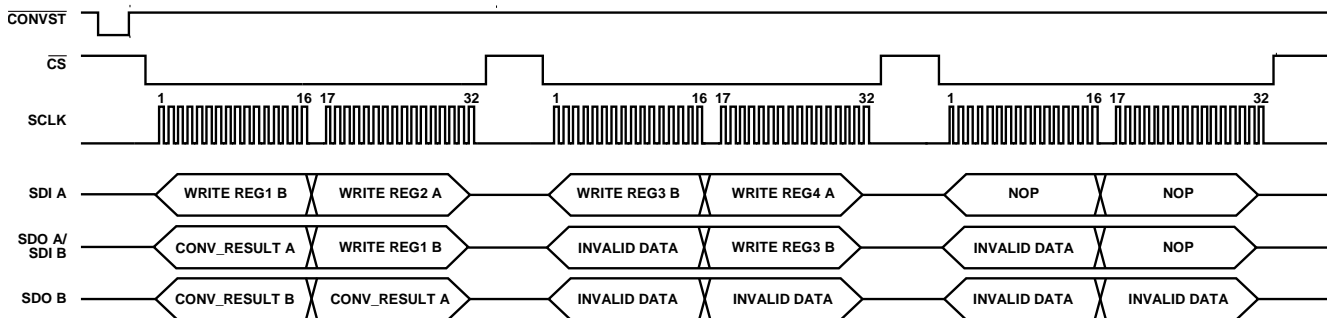 CONVST
CS
1 16 17 32 1 16 17 32 1 16 17 32
SCLK
SDI A WRITE REG1 B WRITE REG2 A WRITE REG3 B WRITE REG4 A NOP NOP
SDO A/
SDI B CONV_RESULT A WRITE REG1 B INVALID DATA WRITE REG3 B INVALID DATA NOP
SDO B CONV_RESULT B CONV_RESULT A INVALID DATA INVALID DATA INVALID DATA INVALID DATA